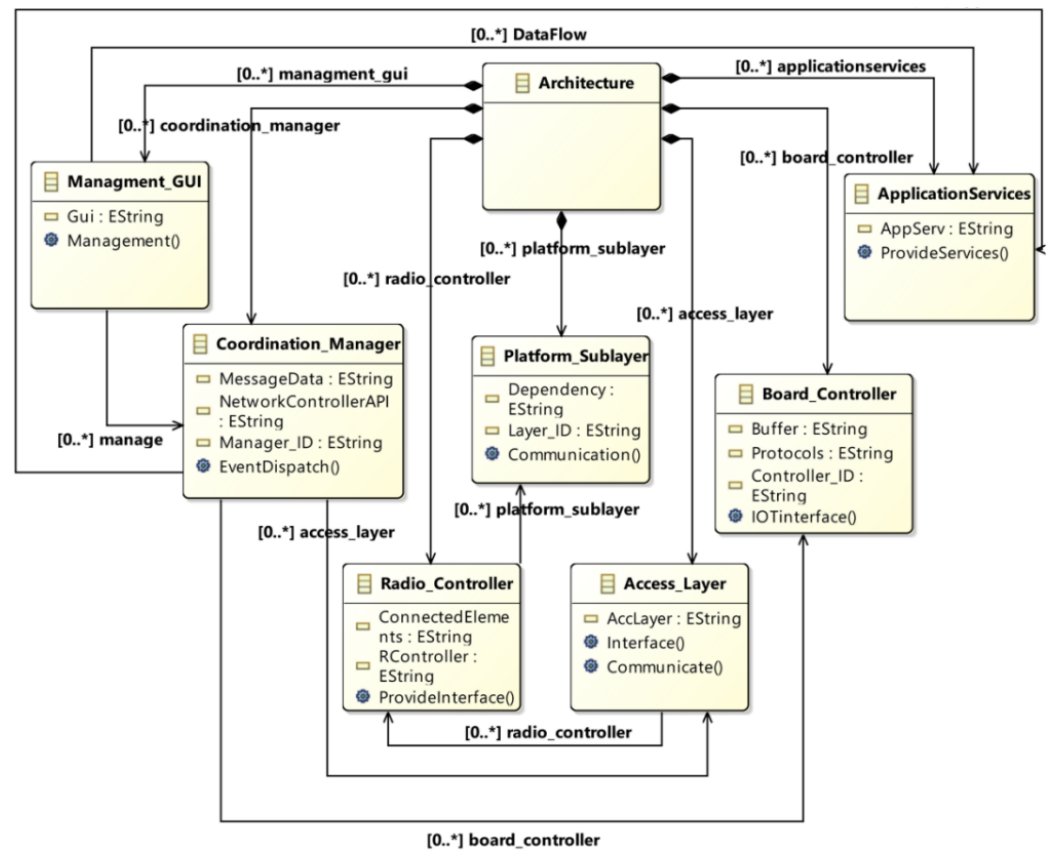 [0..*] DataFlow
[0..*] managment_gui
[0..*] applicationservices
Architecture
[0..*] coordination_manager
[0..*] board_controller
Managment_GUI
Gui : EString
Management()
ApplicationServices
AppServ : EString
ProvideServices()
[0..*] platform_sublayer
[0..*] radio_controller
[0..*] access_layer
Coordination_Manager
MessageData : EString
NetworkControllerAPI
: EString
Manager_ID : EString
EventDispatch()
Platform_Sublayer
Dependency :
EString
Layer_ID : EString
Communication()
Board_Controller
Buffer : EString
Protocols : EString
Controller_ID :
EString
IOTinterface()
[0..*] manage
[0..*] platform_sublayer
[0..*] access_layer
Radio_Controller
ConnectedEleme
nts : EString
RController :
EString
ProvideInterface()
Access_Layer
AccLayer : EString
Interface()
Communicate()
[0..*] radio_controller
[0..*] board_controller